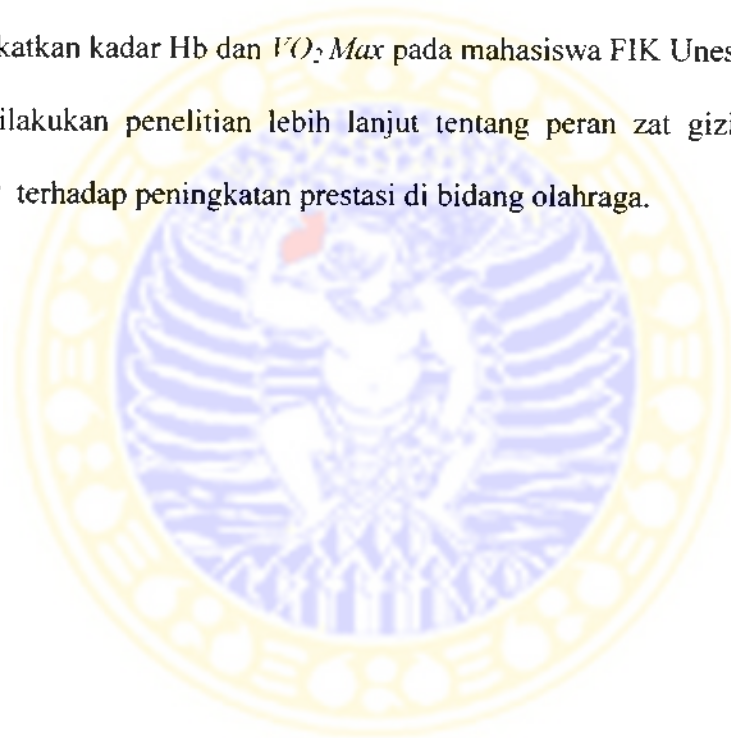 katkan kadar Hb dan VO₂ Max pada mahasiswa FIK Unes
ilakukan penelitian lebih lanjut tentang peran zat gizi
terhadap peningkatan prestasi di bidang olahraga.